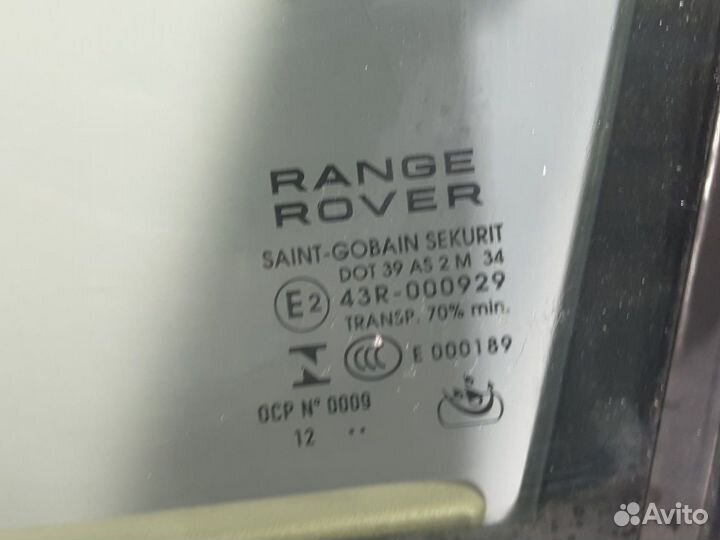 RANGE
ROVER
SAINT-GOBAIN SEKURIT
DOT 39 AS 2 M 34
E2 43R-000929
TRANSP. 70% min.
CCC E 000189
OCP N° 0009
12 ..
Avito